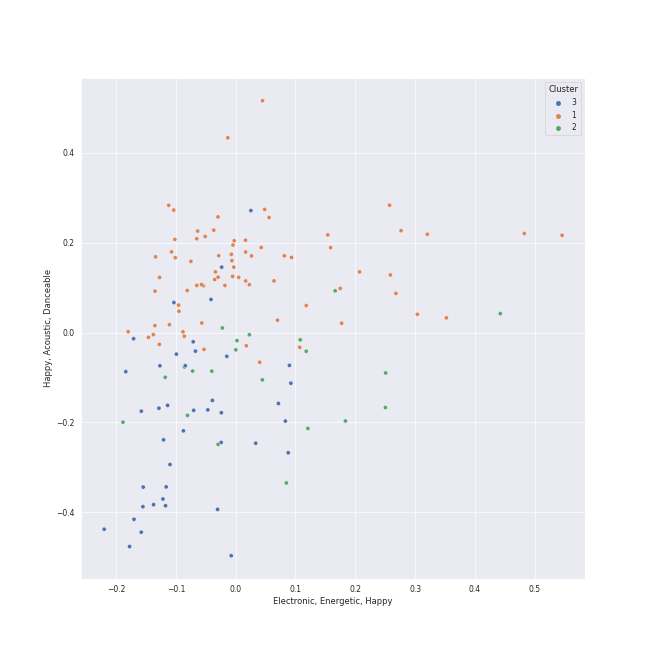 Cluster
3
1
2
0.4
0.2
0.0
−0.2
−0.4
Happy, Acoustic, Danceable
−0.2 −0.1 0.0 0.1 0.2 0.3 0.4 0.5
Electronic, Energetic, Happy